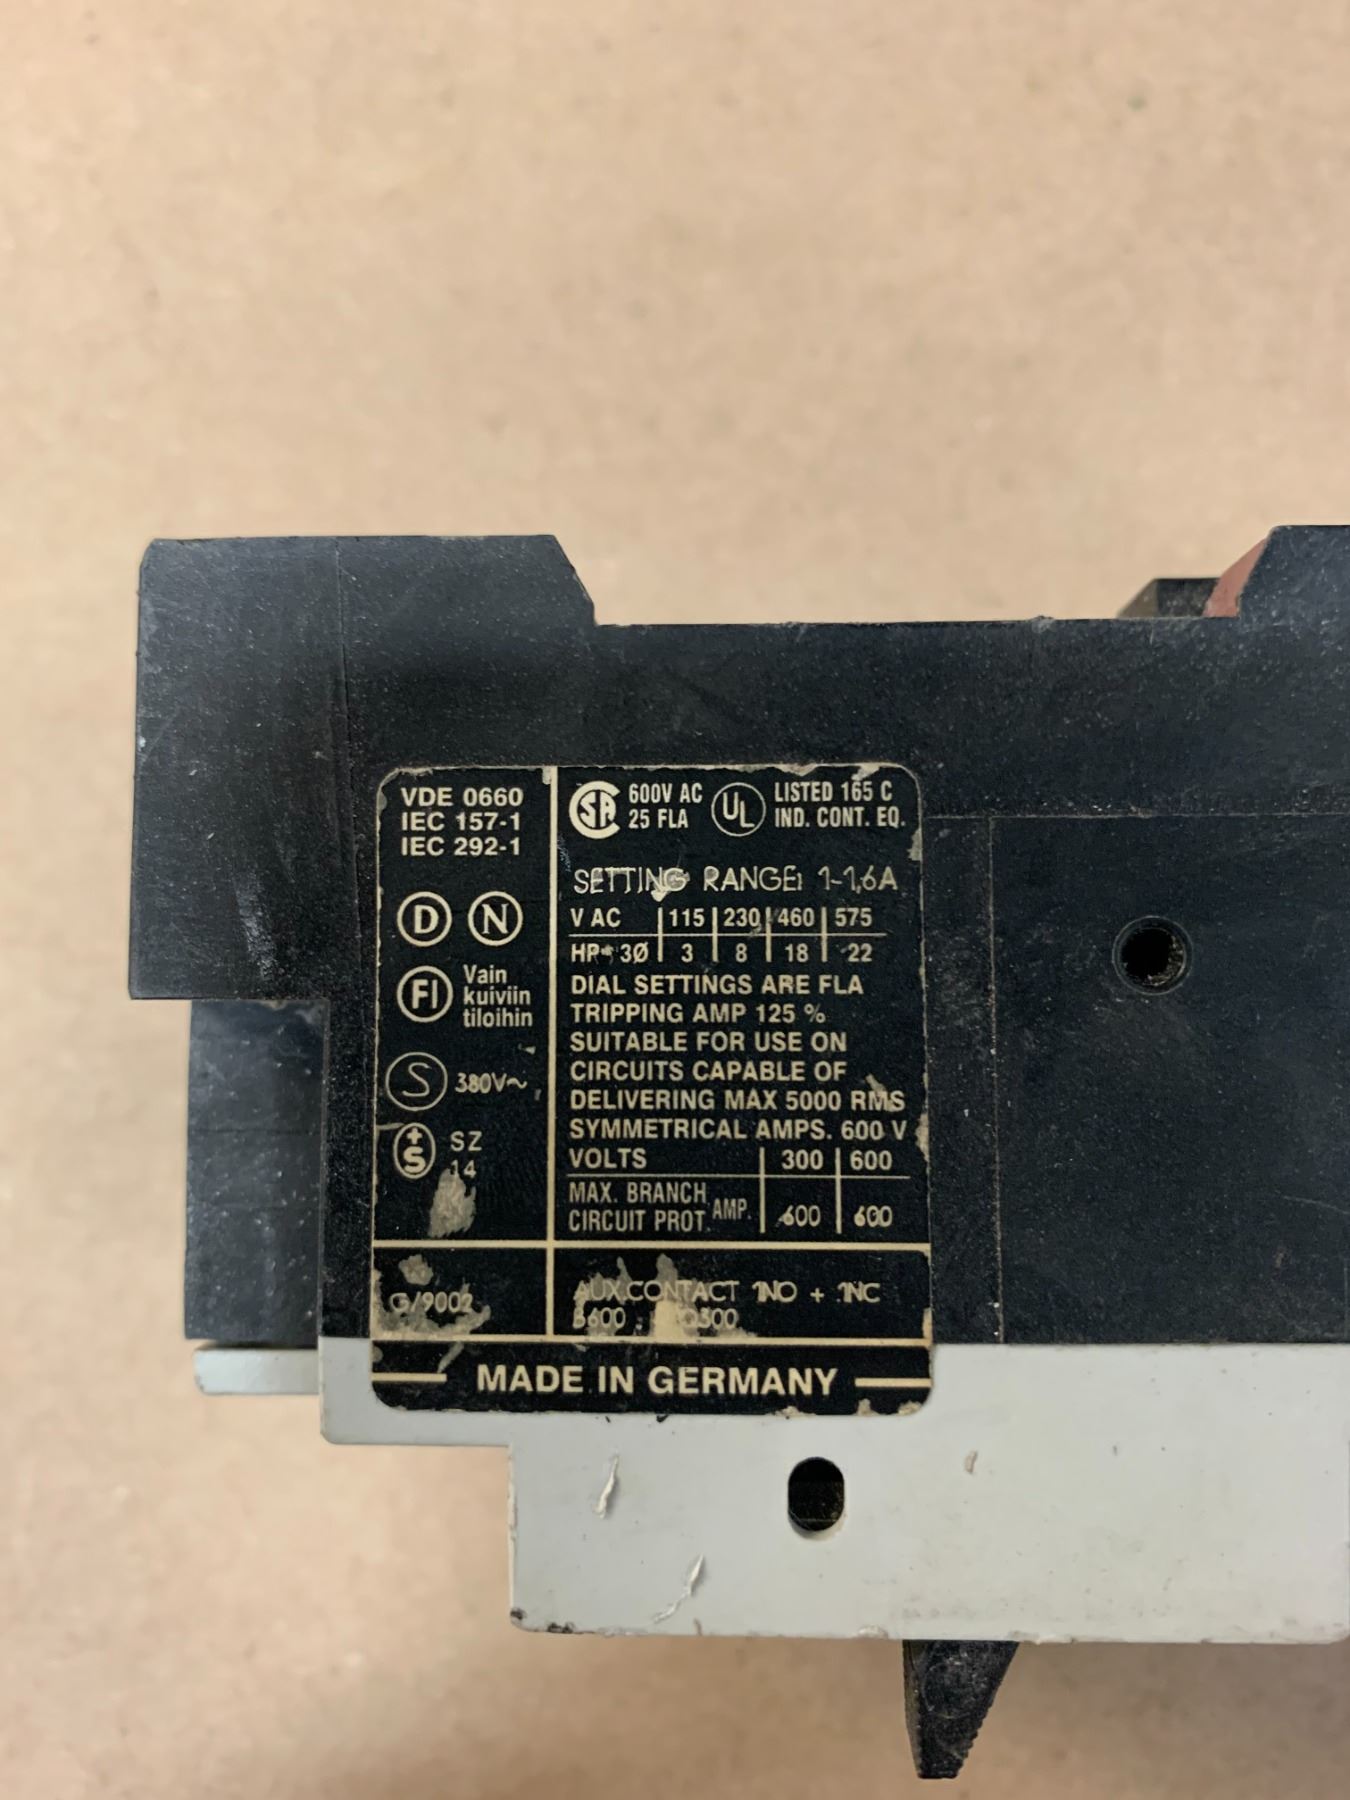 VDE 0660
IEC 157-1
IEC 292-1
D N
FI Vain
kuiviin
tiloihin
S 380V~
+S SZ
14
G/9002
SA 600V AC
25 FLA
UL LISTED 165 C
IND. CONT. EQ.
SETTING RANGE: 1-1,6A
V AC 115 230 460 575
HP 3Ø 3 8 18 22
DIAL SETTINGS ARE FLA
TRIPPING AMP 125 %
SUITABLE FOR USE ON
CIRCUITS CAPABLE OF
DELIVERING MAX 5000 RMS
SYMMETRICAL AMPS. 600 V
VOLTS 300 600
MAX. BRANCH
CIRCUIT PROT. AMP. 600 600
AUX.CONTACT 1NO + 1NC
MADE IN GERMANY